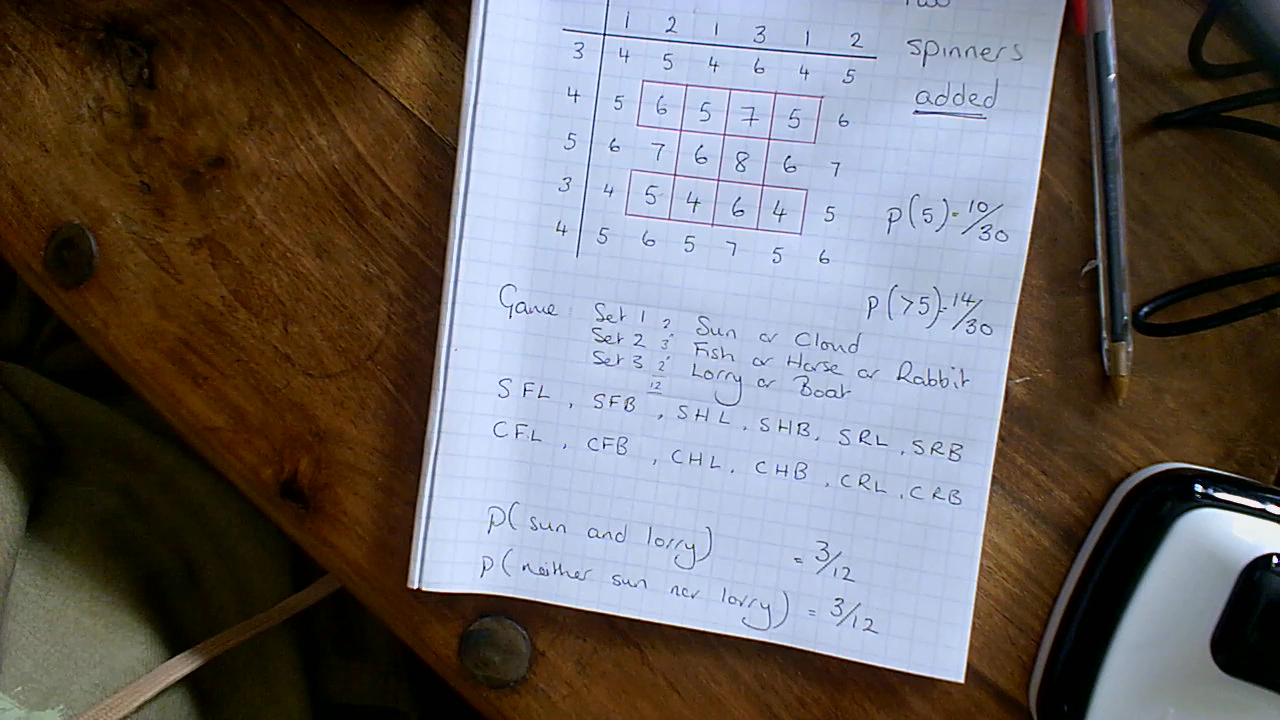 Two
1 2 1 3 1 2
spinners
3 4 5 4 6 4 5
added
4 5 6 5 7 5 6
5 6 7 6 8 6 7
3 4 5 4 6 4 5
p(5) = 10/30
4 5 6 5 7 5 6
p(>5) = 14/30
Game: Set 1 2 Sun or Cloud
Set 2 3 Fish or Horse or Rabbit
Set 3 2 Lorry or Boat
12
SFL, SFB, SHL, SHB, SRL, SRB
CFL, CFB, CHL, CHB, CRL, CRB
p(sun and lorry) = 3/12
p(neither sun nor lorry) = 3/12